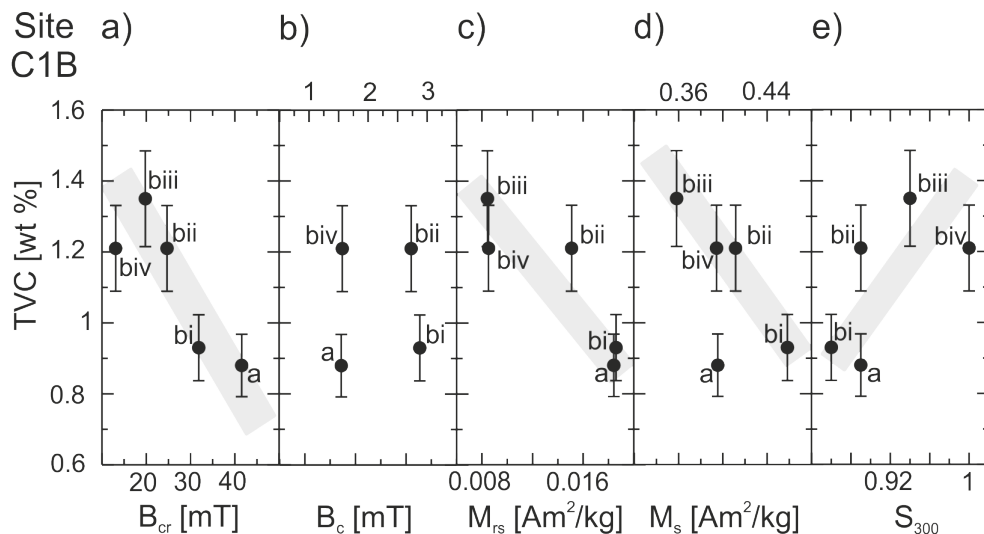 Site
C1B
a) b) c) d) e)
1 2 3 0.36 0.44
TVC [wt %]
1.6
1.4
1.2
1
0.8
0.6
biii
bii
biv
bi
a
biv
bii
a
bi
biii
biv
bii
bi
a
biii
biv
bii
bi
a
biii
bii
biv
bi
a
20 30 40 0.008 0.016 0.92 1
Bcr [mT] Bc [mT] Mrs [Am²/kg] Ms [Am²/kg] S300